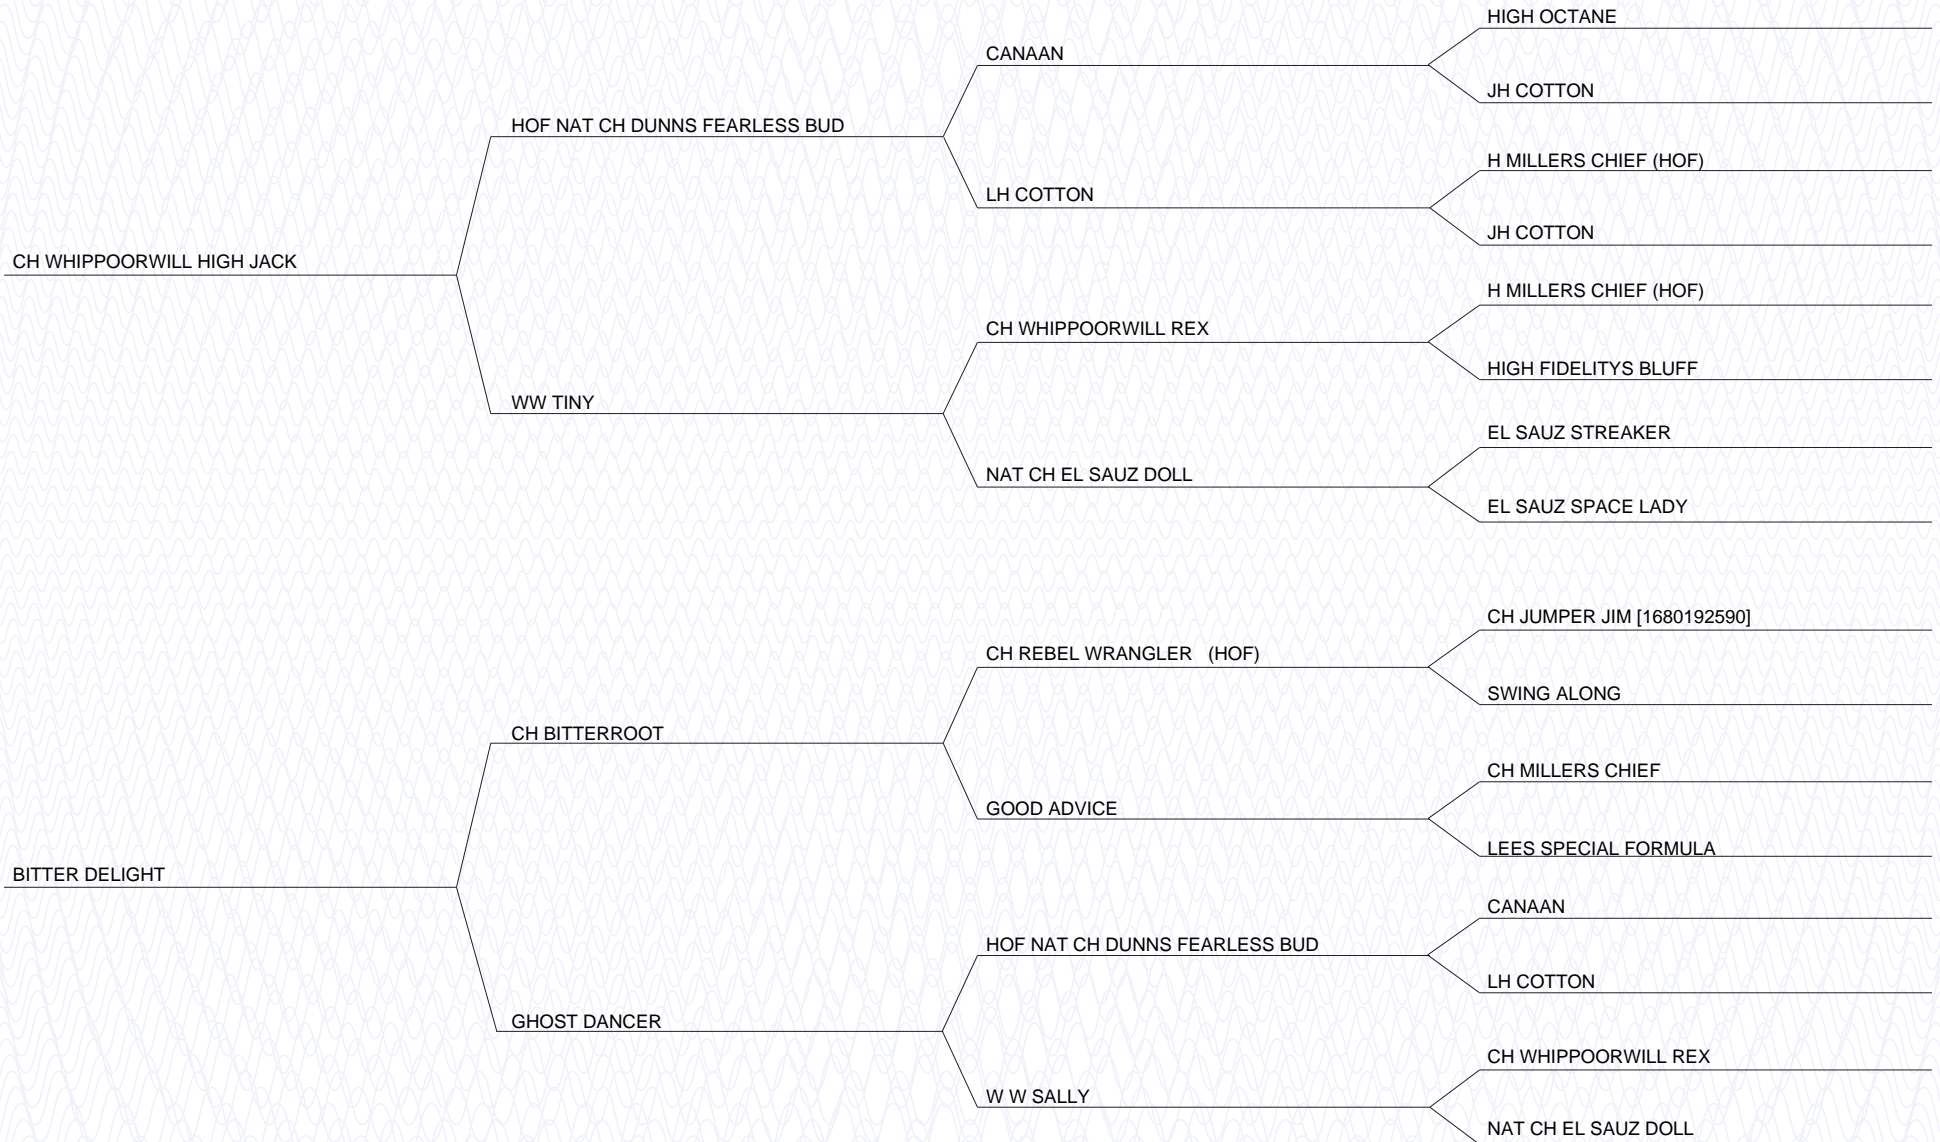 HIGH OCTANE
CANAAN
JH COTTON
HOF NAT CH DUNNS FEARLESS BUD
H MILLERS CHIEF (HOF)
LH COTTON
JH COTTON
CH WHIPPOORWILL HIGH JACK
H MILLERS CHIEF (HOF)
CH WHIPPOORWILL REX
HIGH FIDELITYS BLUFF
WW TINY
EL SAUZ STREAKER
NAT CH EL SAUZ DOLL
EL SAUZ SPACE LADY
CH JUMPER JIM [1680192590]
CH REBEL WRANGLER (HOF)
SWING ALONG
CH BITTERROOT
CH MILLERS CHIEF
GOOD ADVICE
LEES SPECIAL FORMULA
BITTER DELIGHT
CANAAN
HOF NAT CH DUNNS FEARLESS BUD
LH COTTON
GHOST DANCER
CH WHIPPOORWILL REX
W W SALLY
NAT CH EL SAUZ DOLL